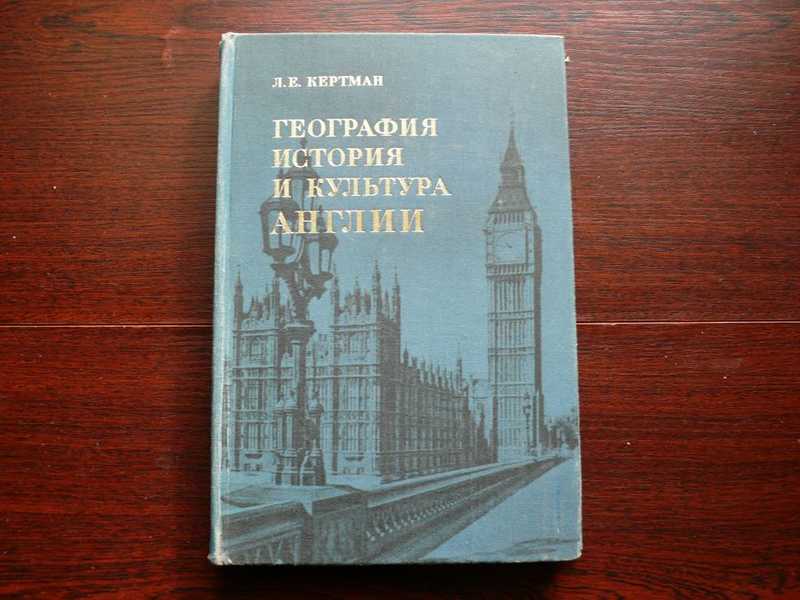 Л.Е. КЕРТМАН
ГЕОГРАФИЯ
ИСТОРИЯ
И КУЛЬТУРА
АНГЛИИ